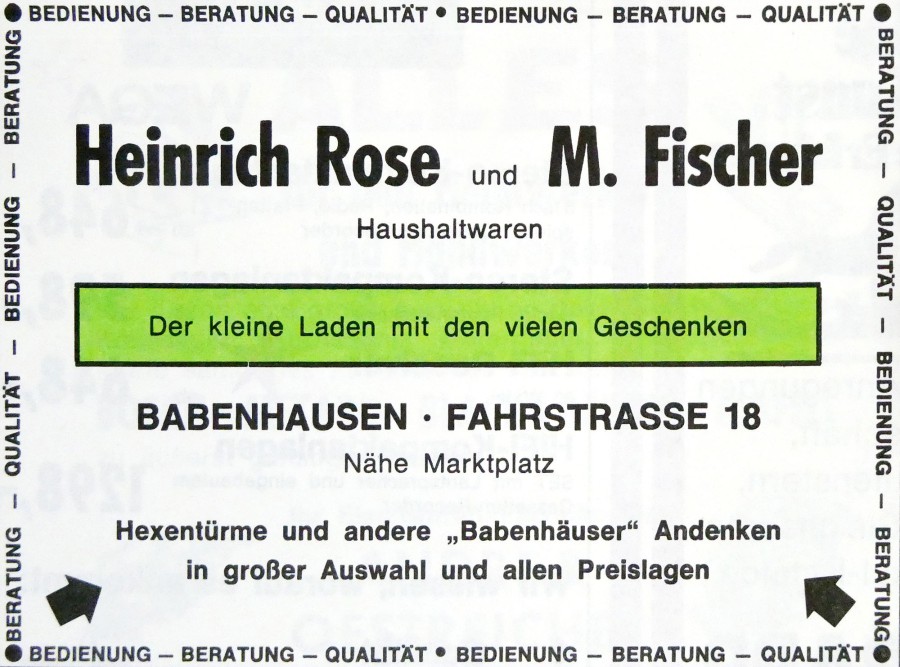 BEDIENUNG – BERATUNG – QUALITÄT • BEDIENUNG – BERATUNG – QUALITÄT
Heinrich Rose und M. Fischer
Haushaltwaren
Der kleine Laden mit den vielen Geschenken
BABENHAUSEN · FAHRSTRASSE 18
Nähe Marktplatz
Hexentürme und andere „Babenhäuser“ Andenken
in großer Auswahl und allen Preislagen
BERATUNG – QUALITÄT – BEDIENUNG – BERATUNG
BERATUNG – QUALITÄT – BEDIENUNG – BERATUNG
BEDIENUNG – BERATUNG – QUALITÄT • BEDIENUNG – BERATUNG – QUALITÄT